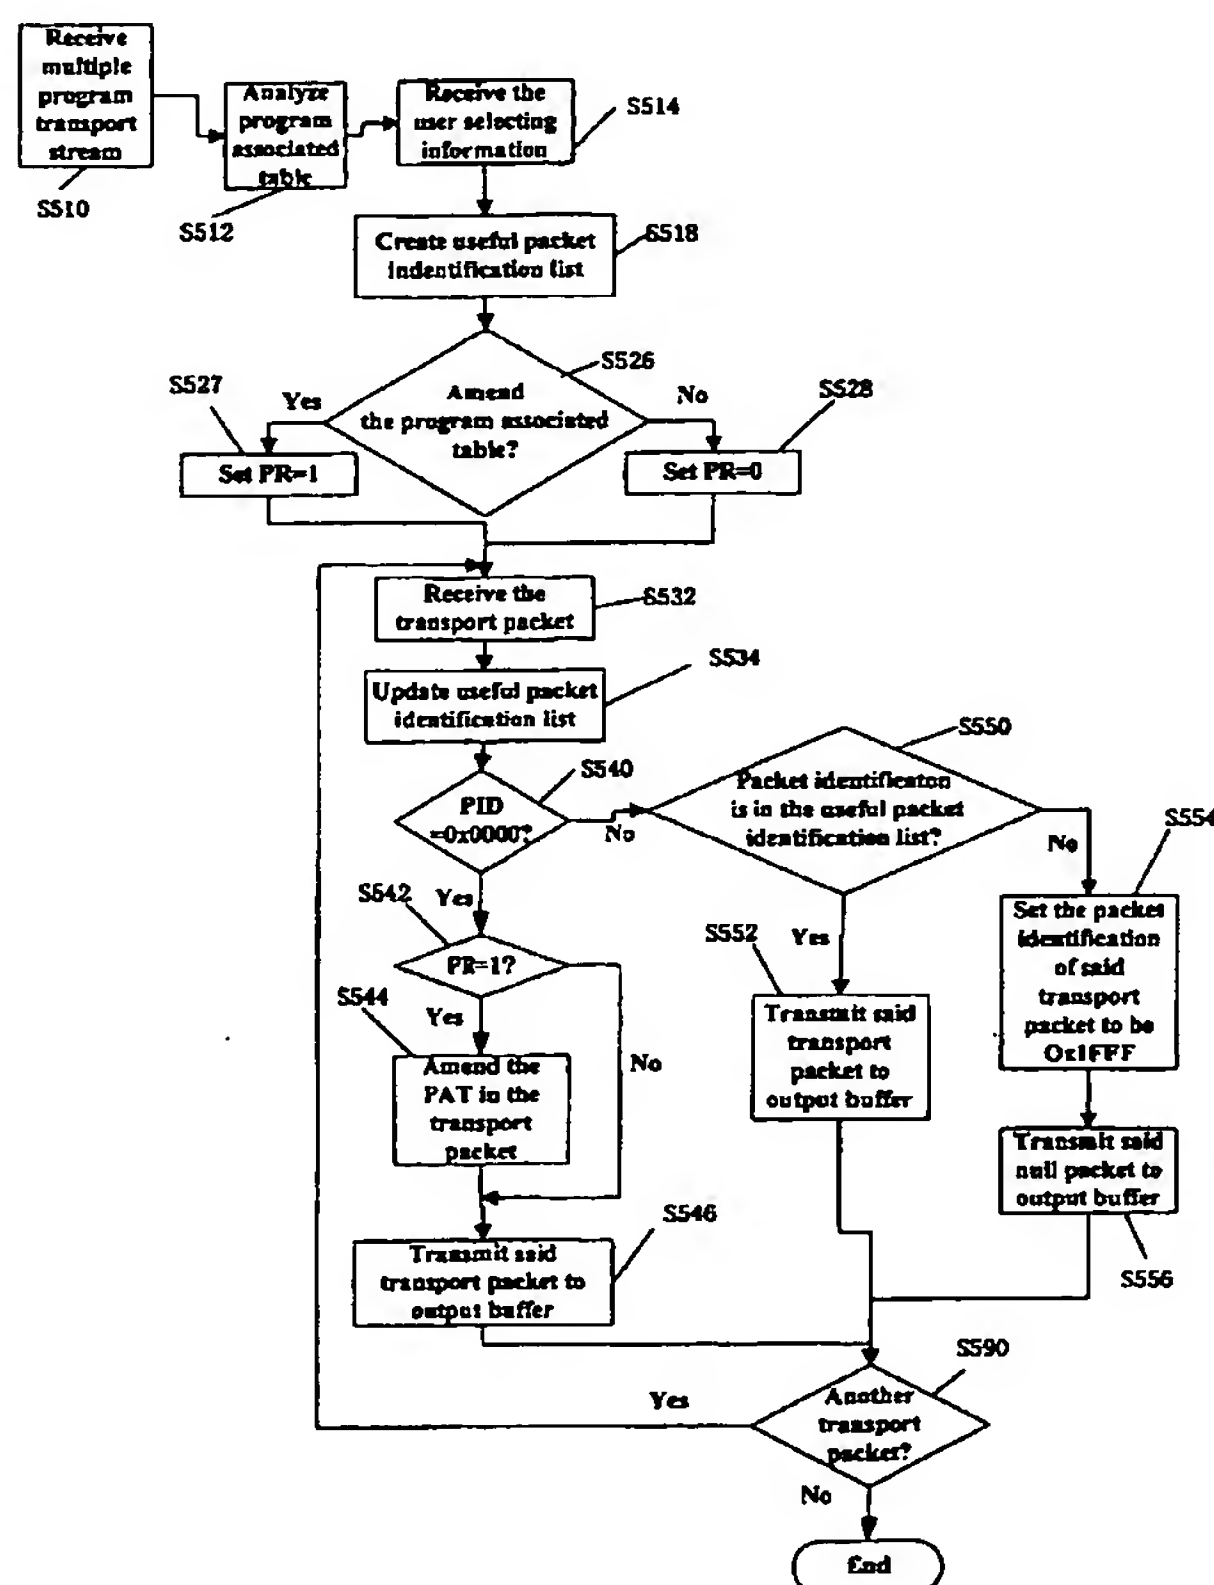 Receive
multiple
program
transport
stream
S510
Analyze
program
associated
table
S512
Receive the
user selecting
information
S514
Create useful packet
indentification list
S518
Amend
the program associated
table?
S526
Yes
No
S527
Set PR=1
S528
Set PR=0
Receive the
transport packet
S532
Update useful packet
identification list
S534
PID
=0x0000?
S540
No
Yes
Packet identificaton
is in the useful packet
identification list?
S550
No
Yes
S542
PR=1?
Yes
No
S544
Amend the
PAT in the
transport
packet
S552
Transmit said
transport
packet to
output buffer
S554
Set the packet
identification
of said
transport
packet to be
Ox1FFF
Transmit said
null packet to
output buffer
S556
Transmit said
transport packet to
output buffer
S546
Another
transport
packet?
S590
Yes
No
End